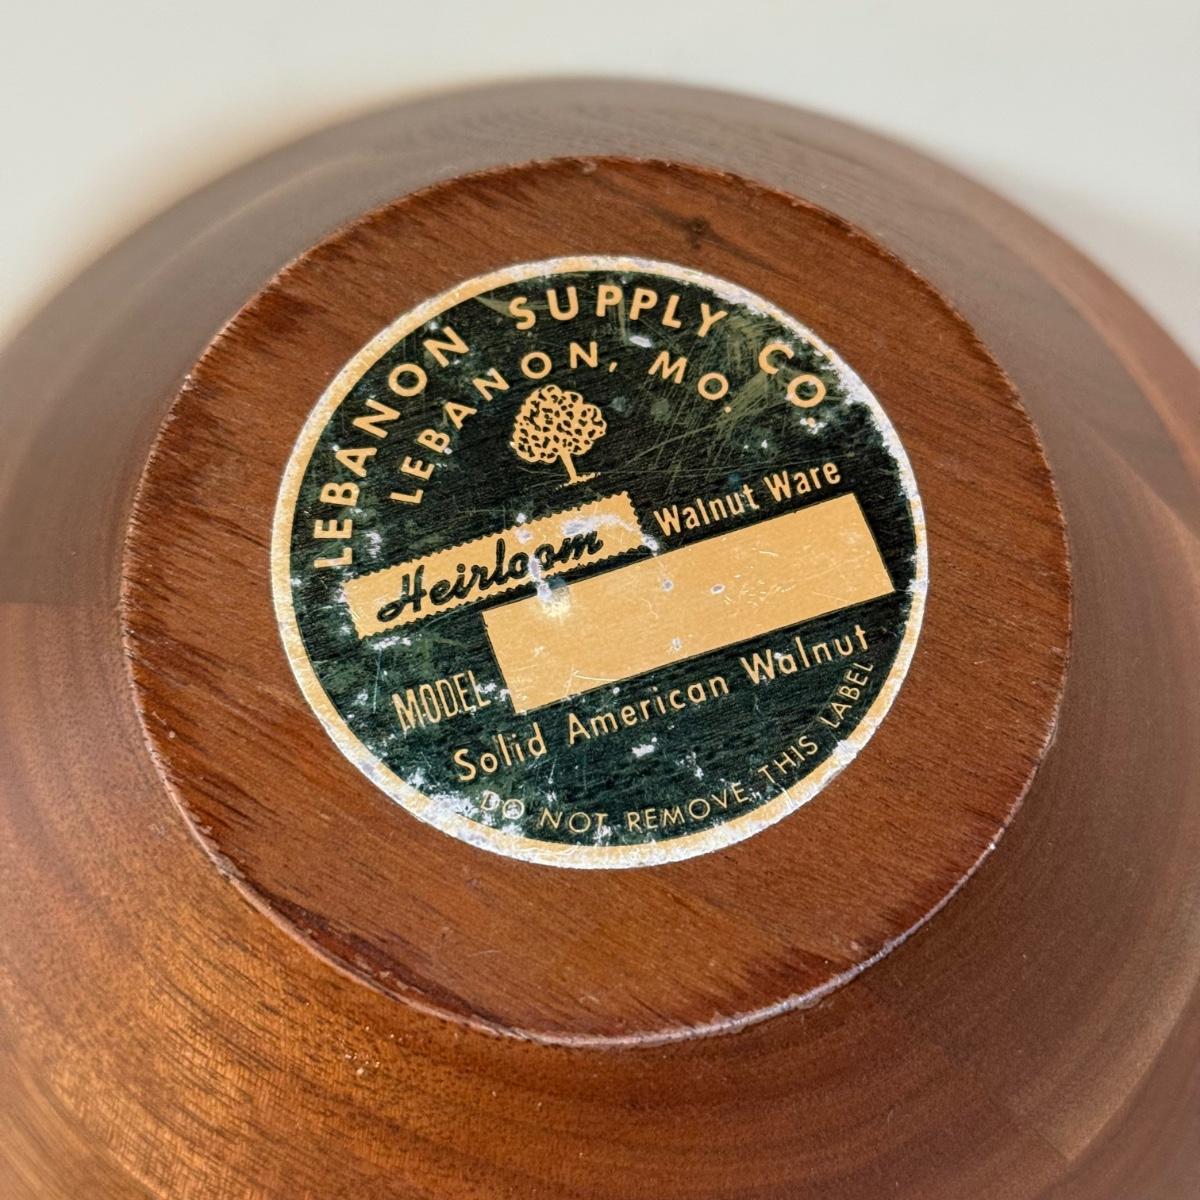 LEBANON SUPPLY CO.
LEBANON, MO.
Heirloom Walnut Ware
MODEL
Solid American Walnut
DO NOT REMOVE THIS LABEL